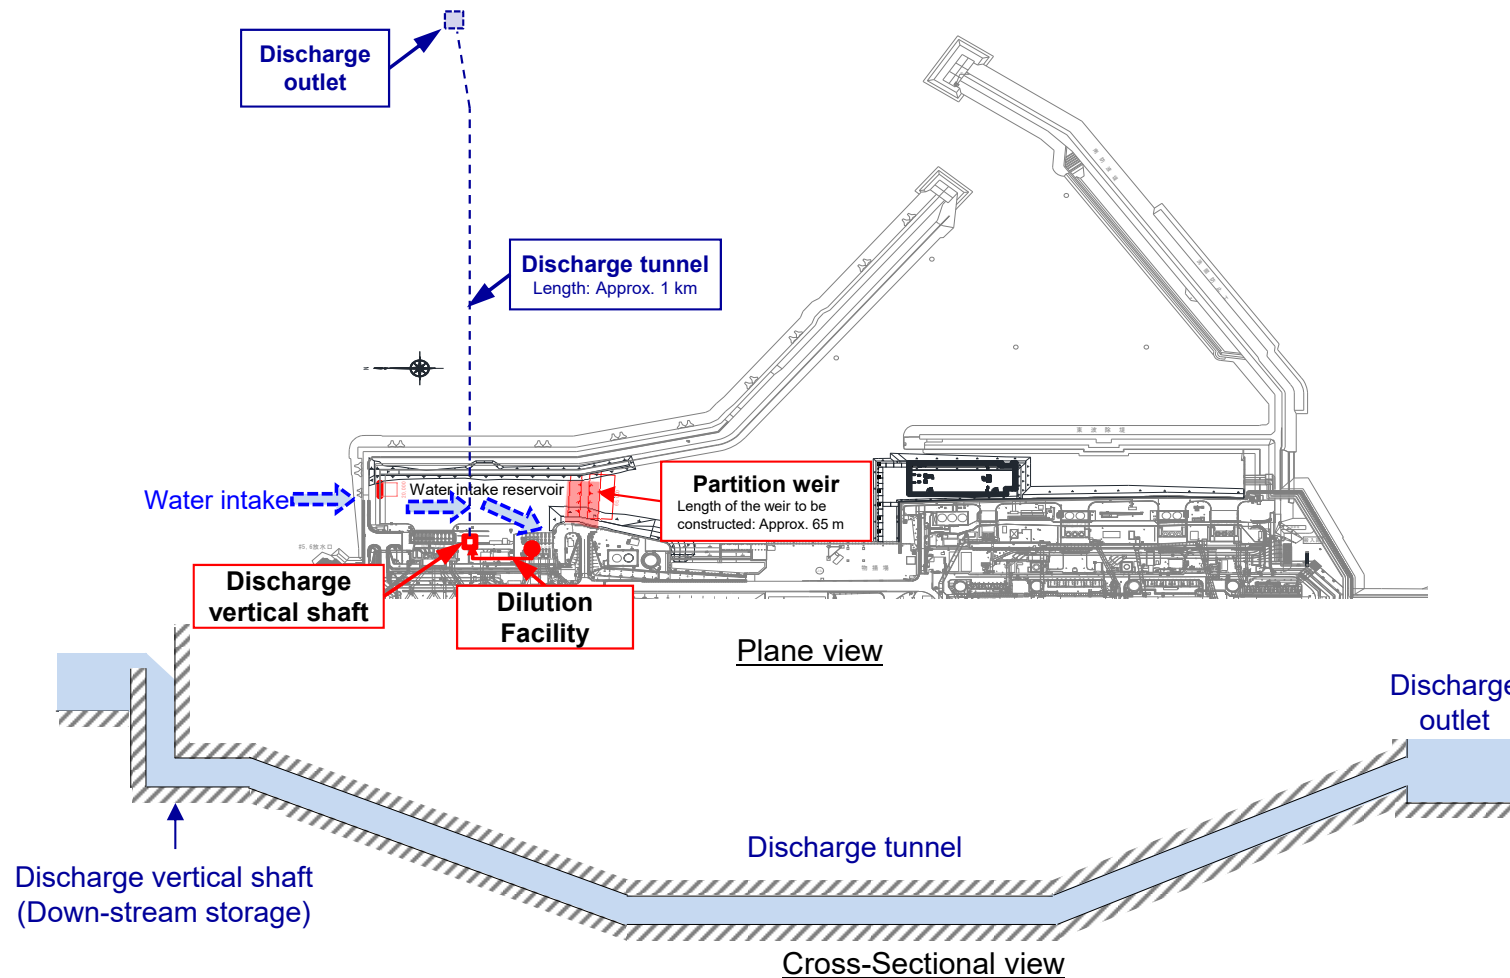 Discharge
outlet
Discharge tunnel
Length: Approx. 1 km
Water intake
Water intake reservoir
Partition weir
Length of the weir to be
constructed: Approx. 65 m
Discharge
vertical shaft
Dilution
Facility
Plane view
Discharge
outlet
Discharge tunnel
Discharge vertical shaft
(Down-stream storage)
Cross-Sectional view